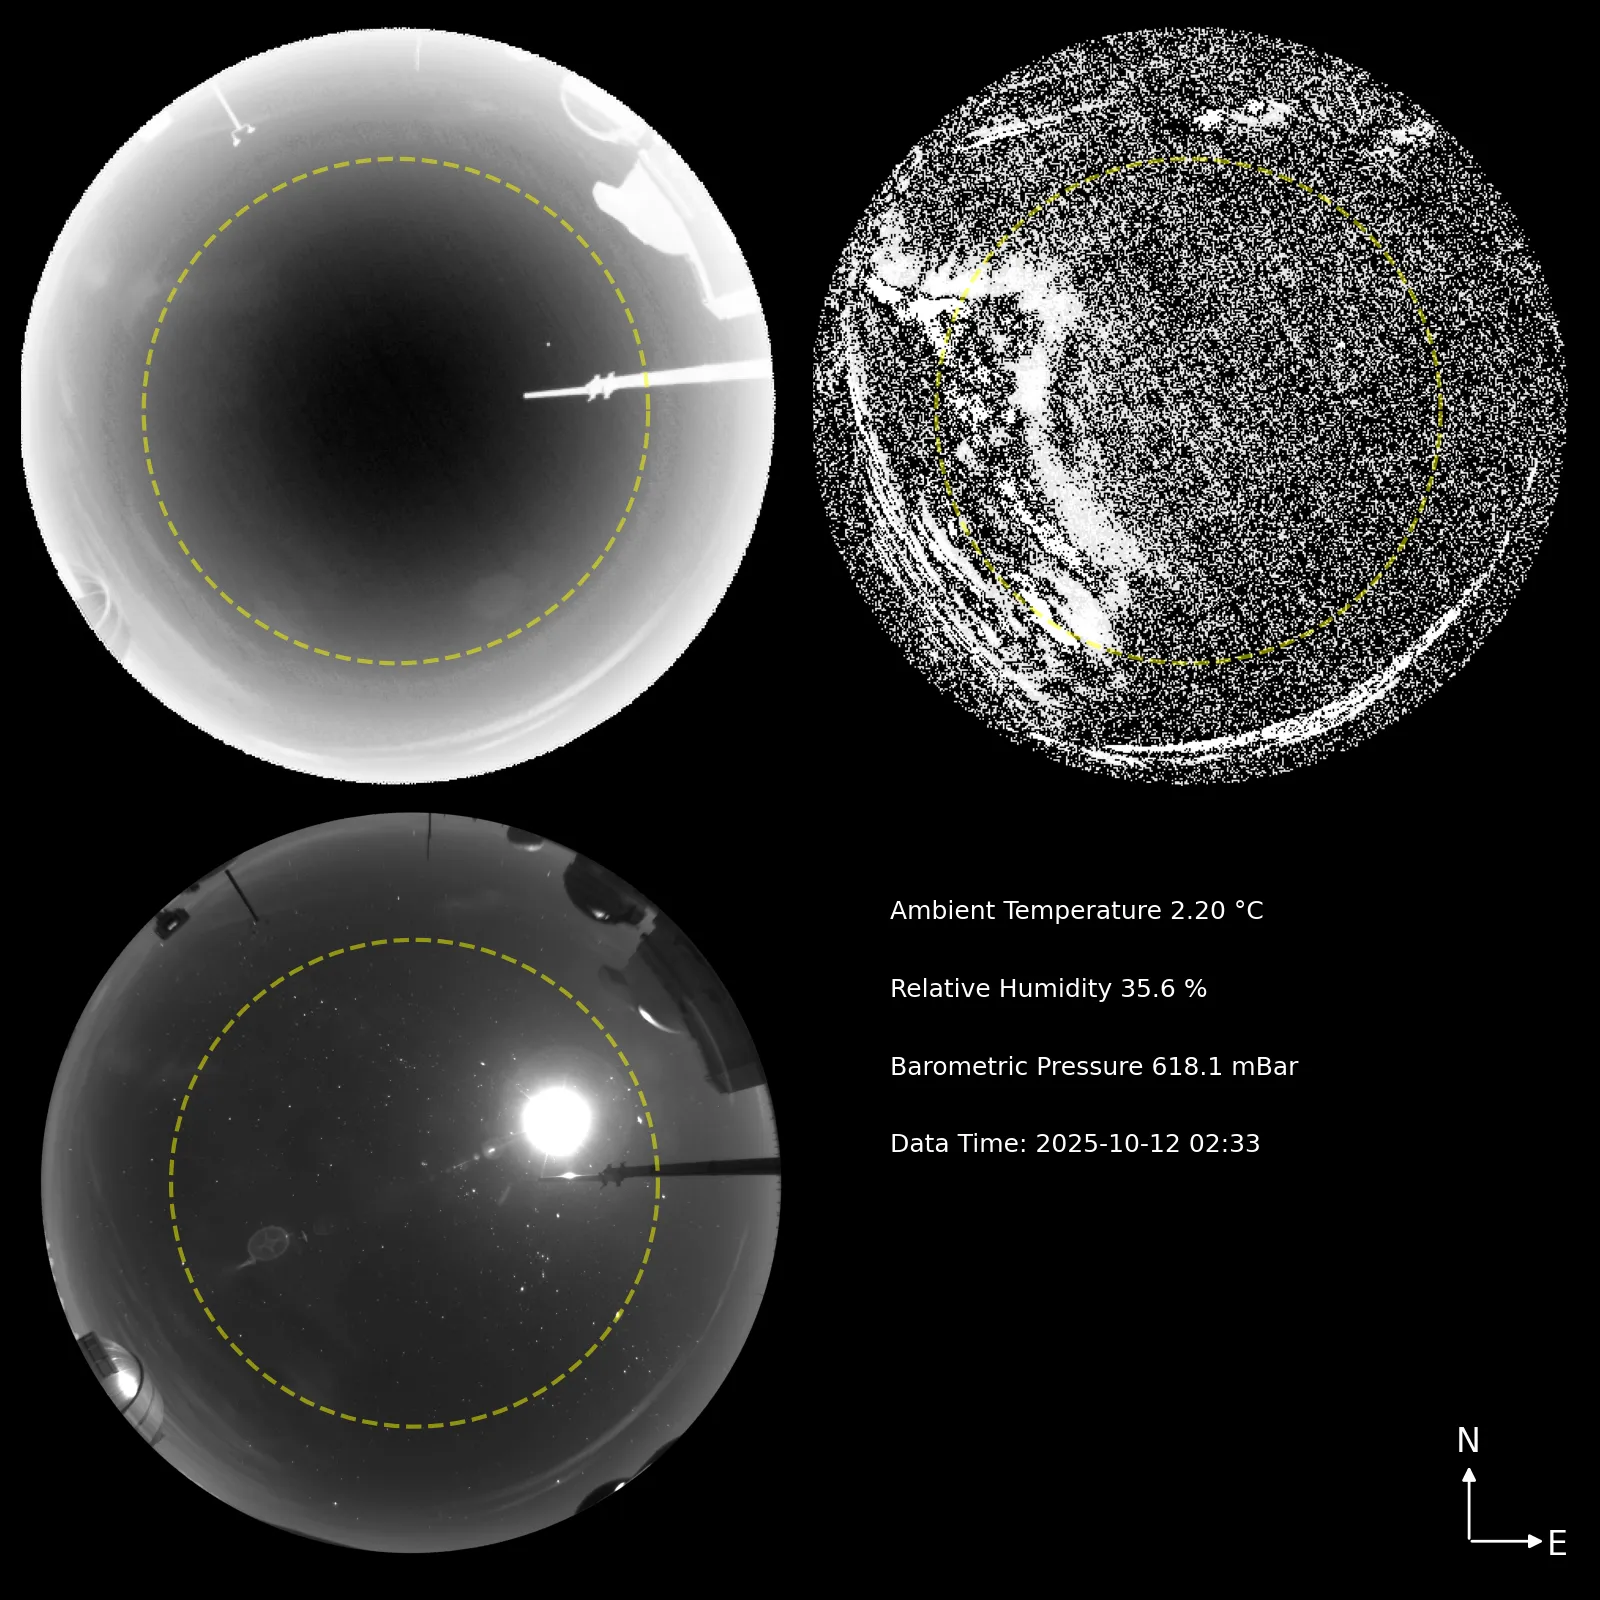 Ambient Temperature 2.20 °C
Relative Humidity 35.6 %
Barometric Pressure 618.1 mBar
Data Time: 2025-10-12 02:33
N
E